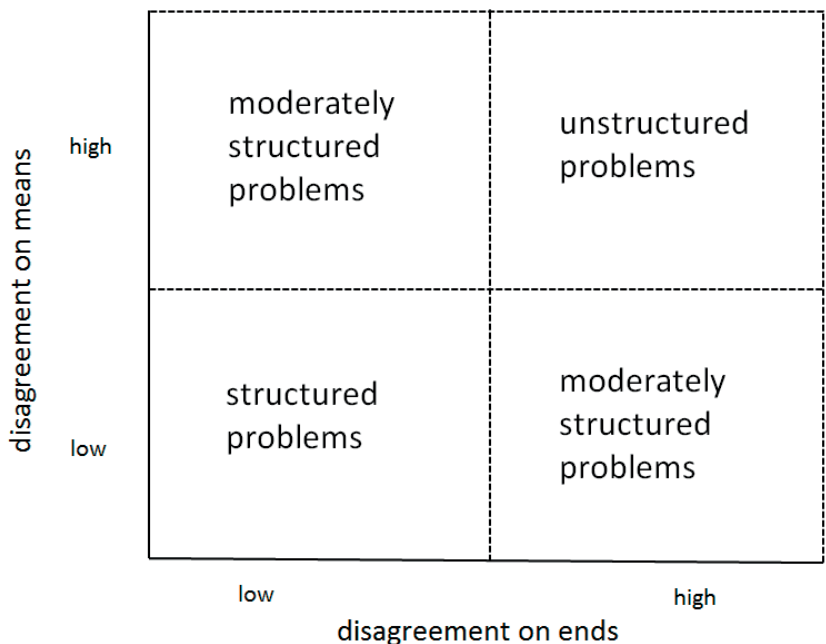 disagreement on means
high
low
moderately
structured
problems
unstructured
problems
structured
problems
moderately
structured
problems
low
high
disagreement on ends